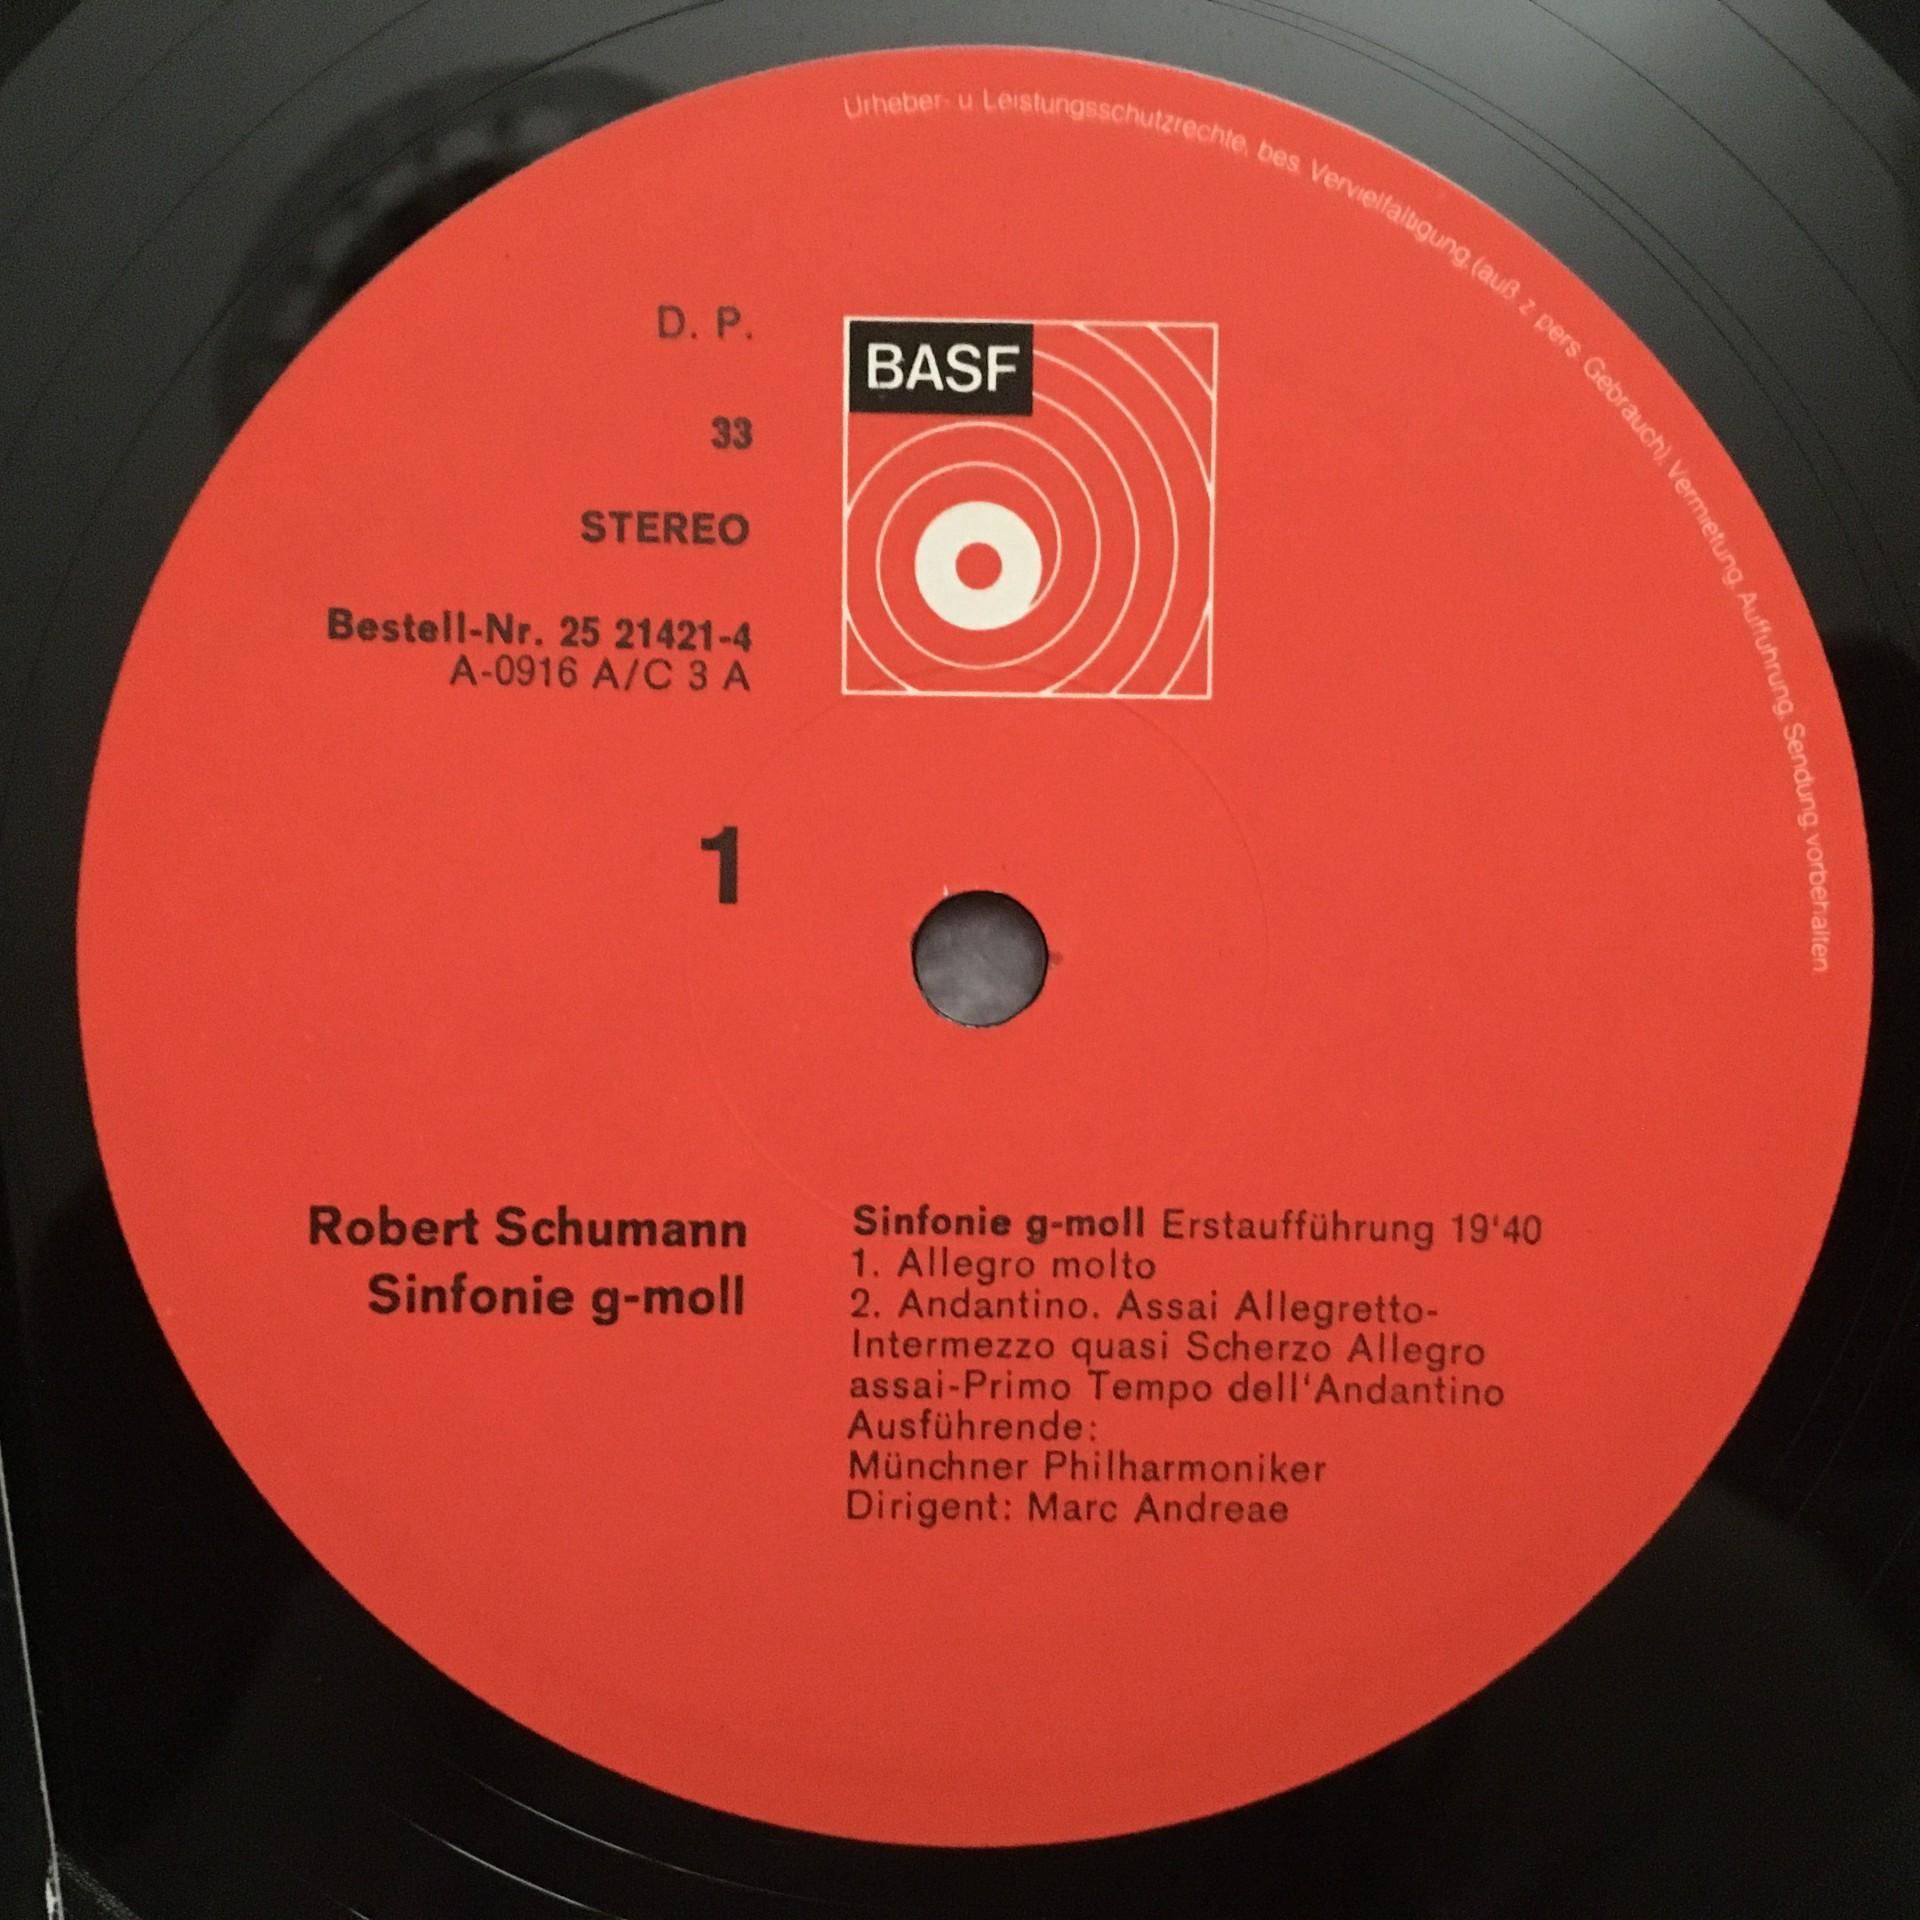 Urheber- u Leistungsschutzrechte, bes. Vervielfältigung, (auß. z. pers. Gebrauch), Vermietung, Aufführung, Sendung, vorbehalten
D. P.
BASF
33
STEREO
Bestell-Nr. 25 21421-4
A-0916 A/C 3 A
1
Robert Schumann
Sinfonie g-moll
Sinfonie g-moll Erstaufführung 19'40
1. Allegro molto
2. Andantino. Assai Allegretto-
Intermezzo quasi Scherzo Allegro
assai-Primo Tempo dell'Andantino
Ausführende:
Münchner Philharmoniker
Dirigent: Marc Andreae